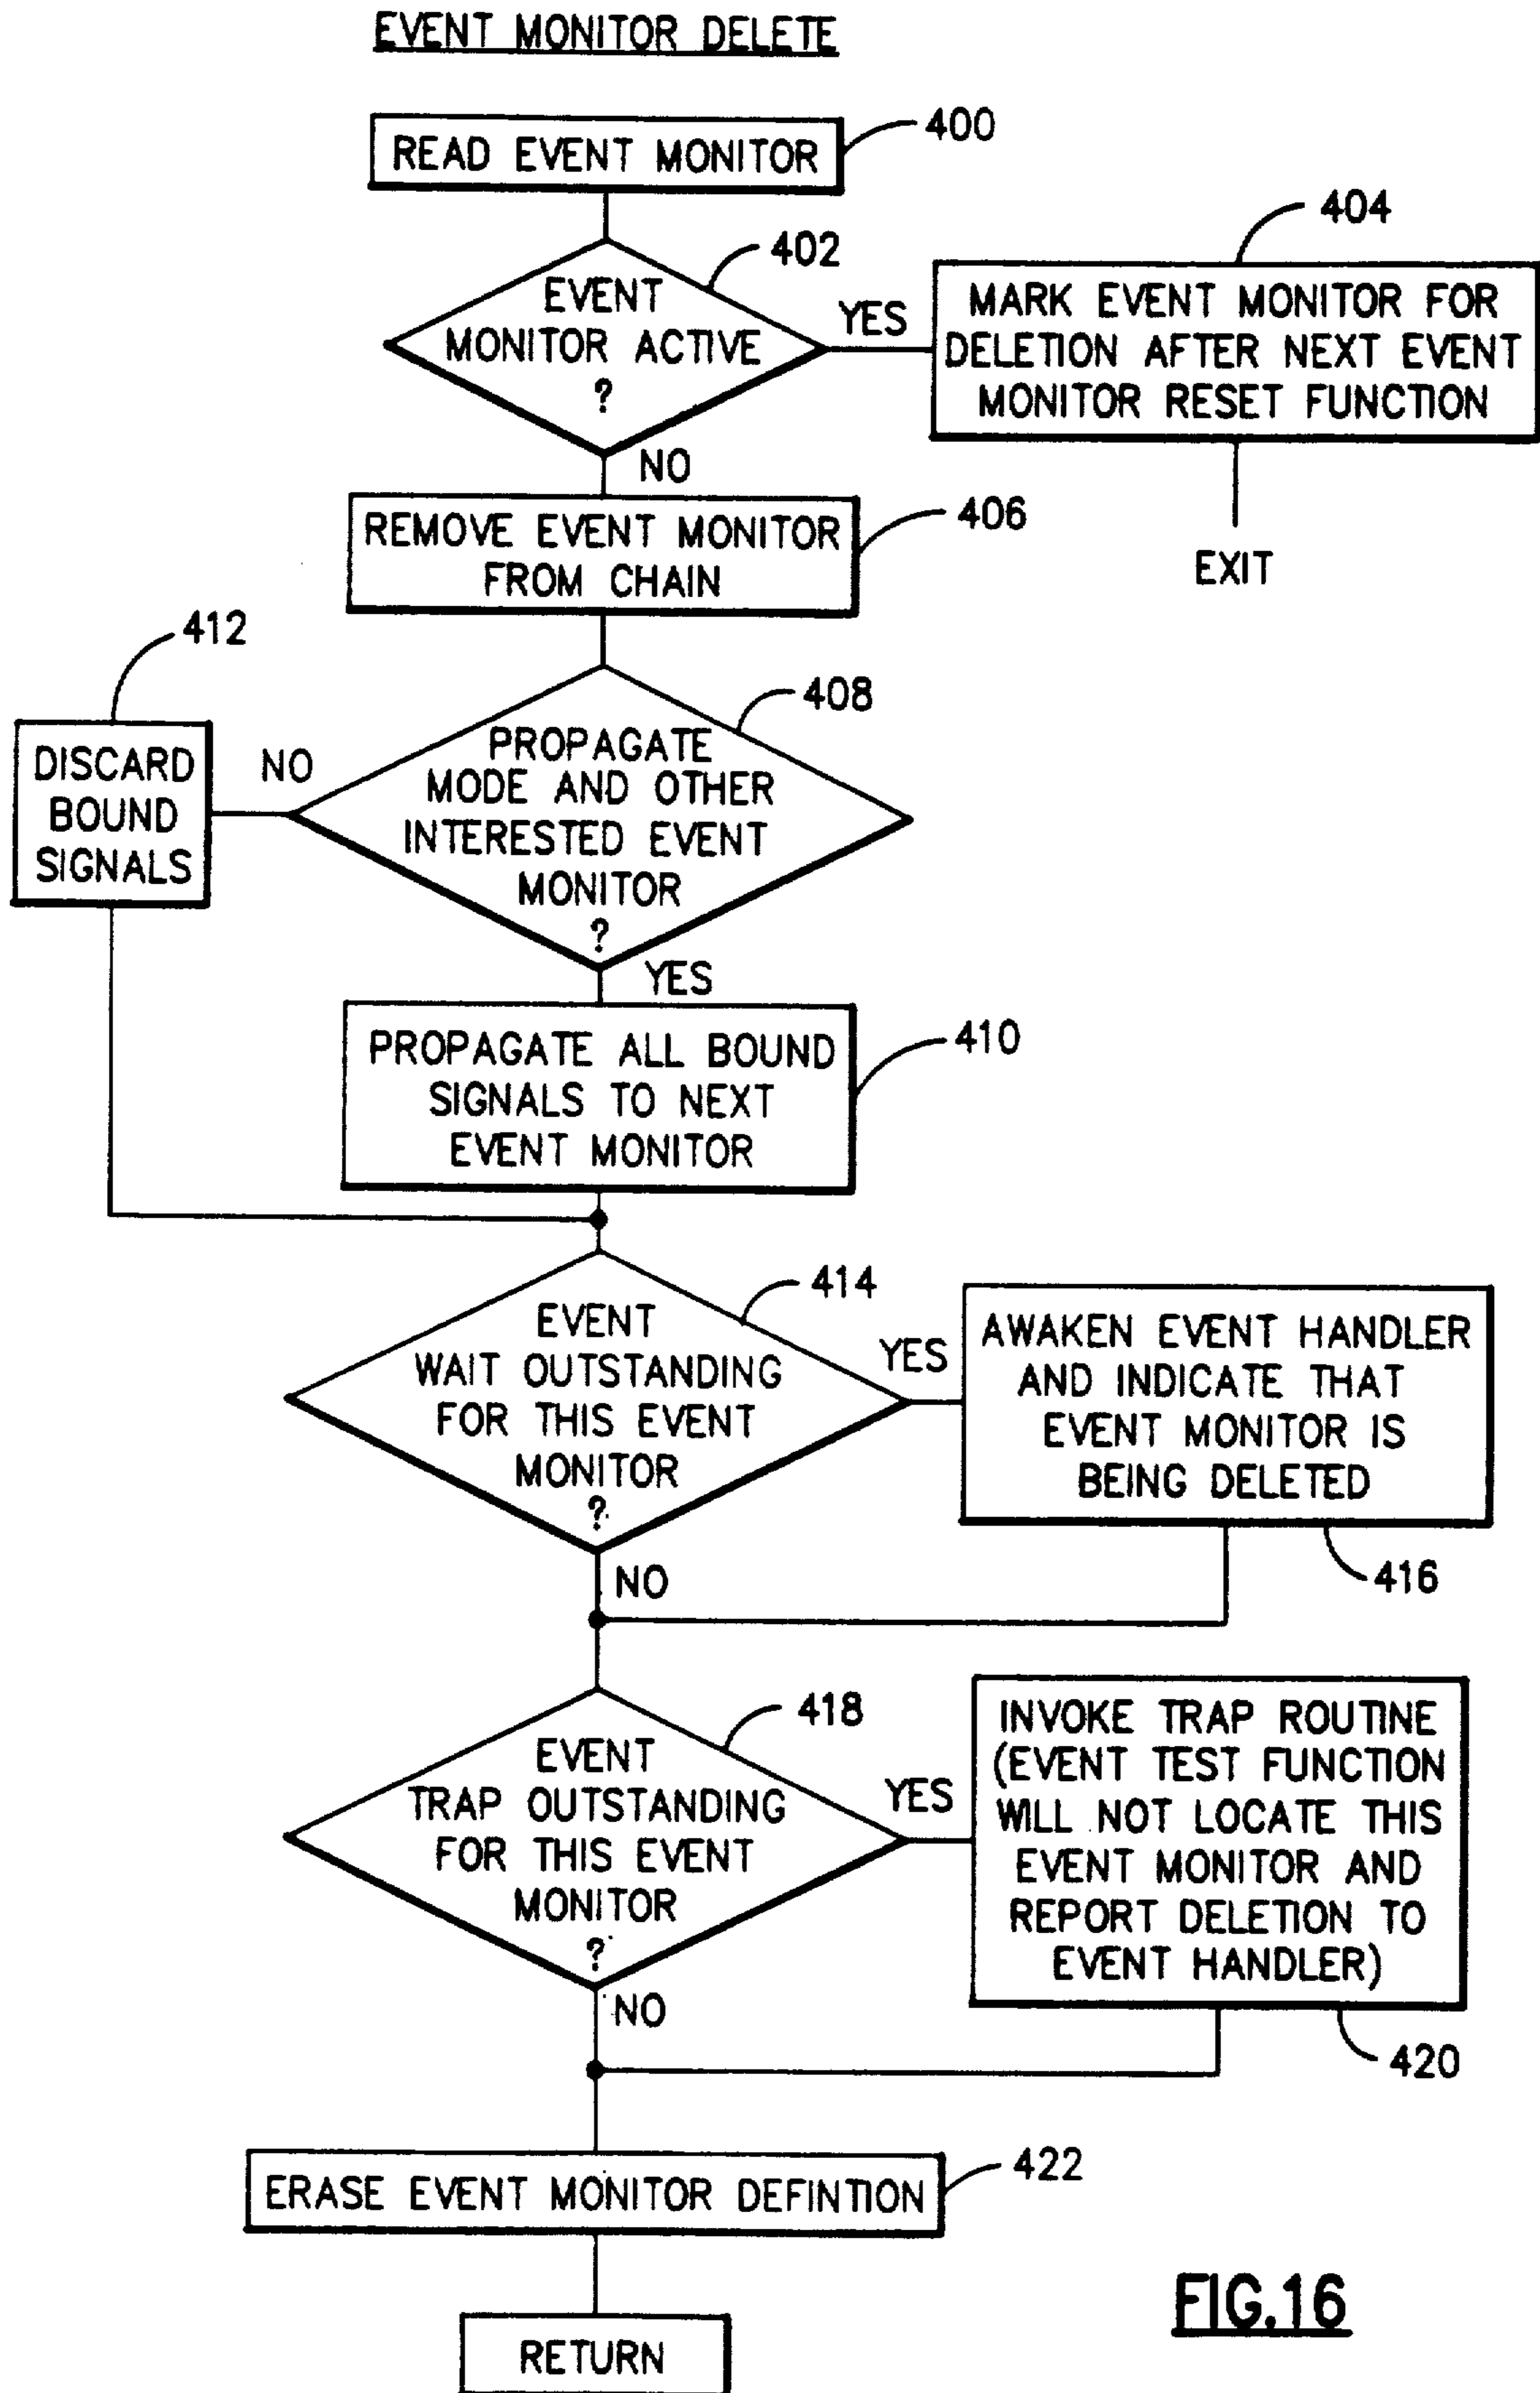 EVENT MONITOR DELETE
READ EVENT MONITOR
400
402
EVENT
MONITOR ACTIVE
?
YES
404
MARK EVENT MONITOR FOR
DELETION AFTER NEXT EVENT
MONITOR RESET FUNCTION
EXIT
NO
REMOVE EVENT MONITOR
FROM CHAIN
406
408
PROPAGATE
MODE AND OTHER
INTERESTED EVENT
MONITOR
?
NO
412
DISCARD
BOUND
SIGNALS
YES
PROPAGATE ALL BOUND
SIGNALS TO NEXT
EVENT MONITOR
410
414
EVENT
WAIT OUTSTANDING
FOR THIS EVENT
MONITOR
?
YES
AWAKEN EVENT HANDLER
AND INDICATE THAT
EVENT MONITOR IS
BEING DELETED
416
NO
418
EVENT
TRAP OUTSTANDING
FOR THIS EVENT
MONITOR
?
YES
INVOKE TRAP ROUTINE
(EVENT TEST FUNCTION
WILL NOT LOCATE THIS
EVENT MONITOR AND
REPORT DELETION TO
EVENT HANDLER)
420
NO
ERASE EVENT MONITOR DEFINTION
422
RETURN
FIG.16